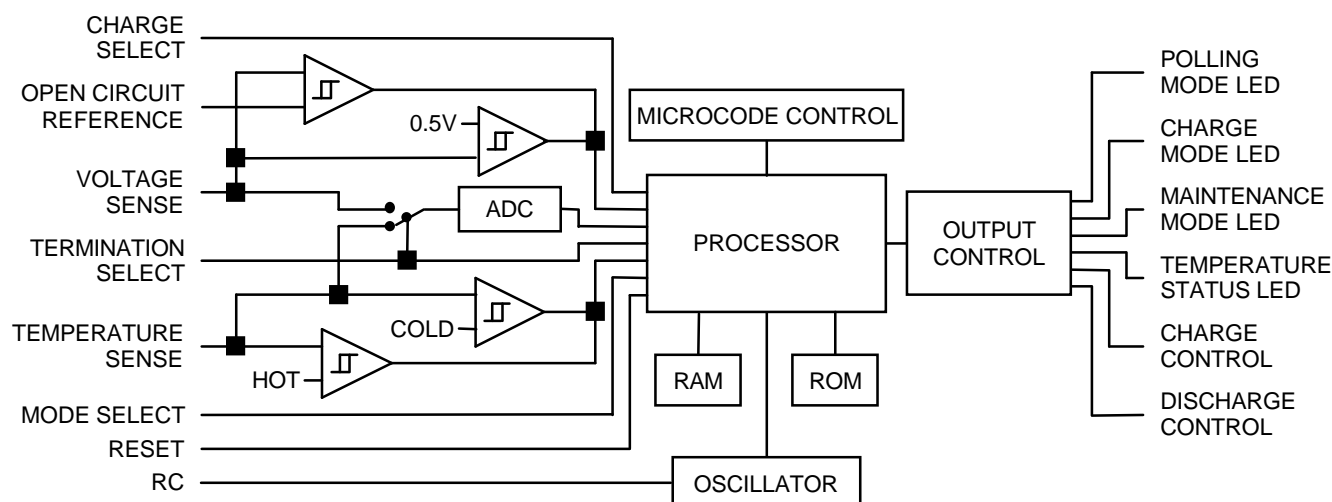 CHARGE
SELECT
OPEN CIRCUIT
REFERENCE
VOLTAGE
SENSE
TERMINATION
SELECT
TEMPERATURE
SENSE
MODE SELECT
RESET
RC
0.5V
ADC
COLD
HOT
MICROCODE CONTROL
PROCESSOR
RAM
ROM
OSCILLATOR
OUTPUT
CONTROL
POLLING
MODE LED
CHARGE
MODE LED
MAINTENANCE
MODE LED
TEMPERATURE
STATUS LED
CHARGE
CONTROL
DISCHARGE
CONTROL